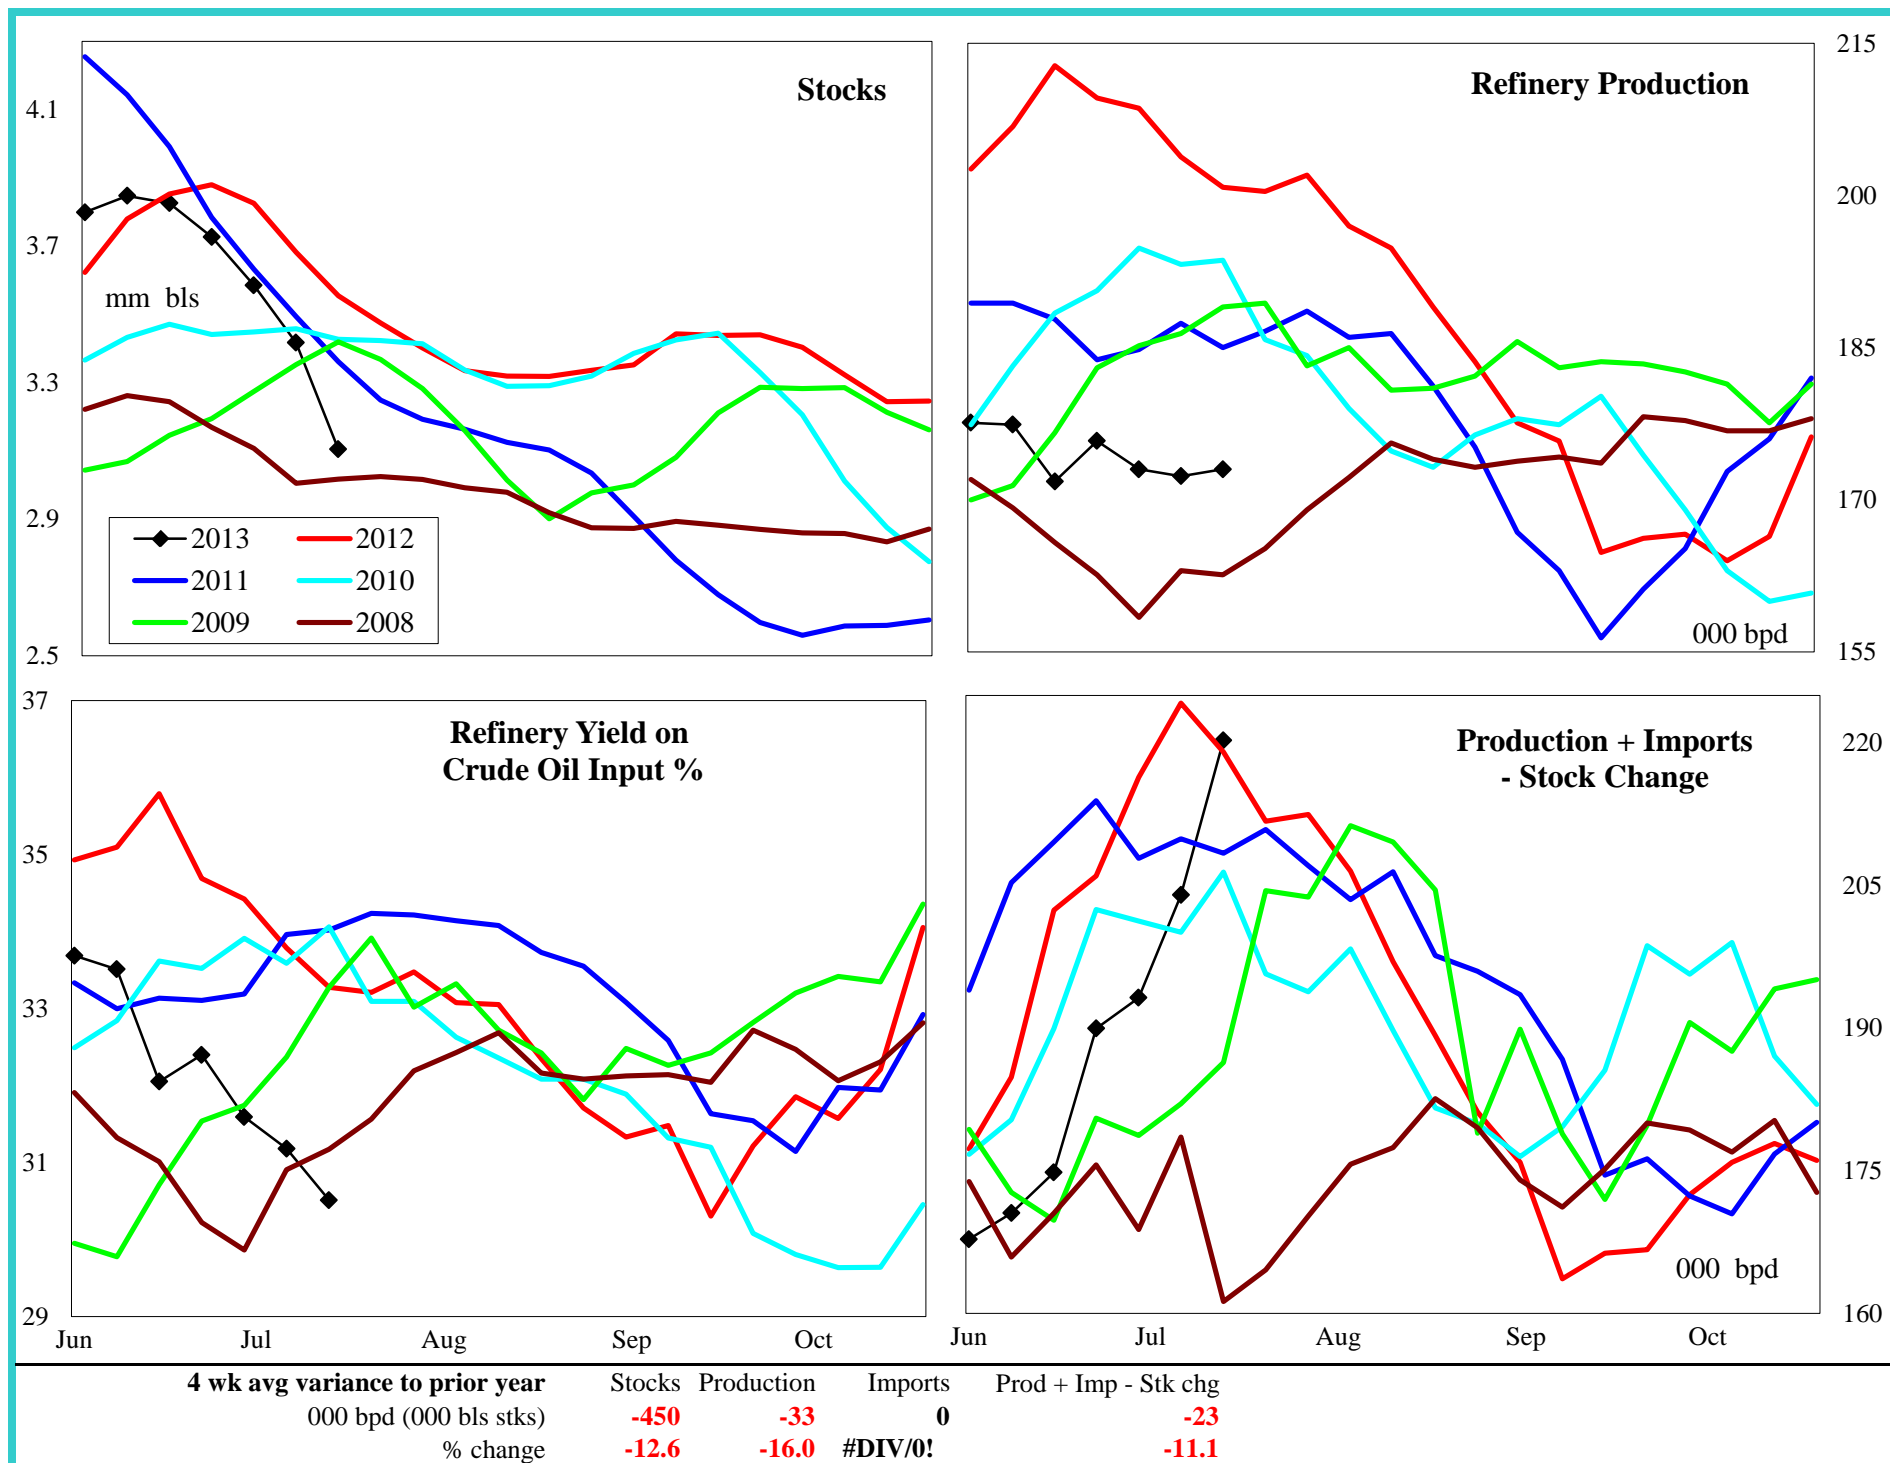 Stocks
4.1
3.7
3.3
2.9
2.5
mm bls
2013 2012
2011 2010
2009 2008
Refinery Production
215
200
185
170
155
000 bpd
Refinery Yield on
Crude Oil Input %
37
35
33
31
29
Jun Jul Aug Sep Oct
Production + Imports
- Stock Change
220
205
190
175
160
000 bpd
Jun Jul Aug Sep Oct
4 wk avg variance to prior year Stocks Production Imports Prod + Imp - Stk chg
000 bpd (000 bls stks) -450 -33 0 -23
% change -12.6 -16.0 #DIV/0! -11.1